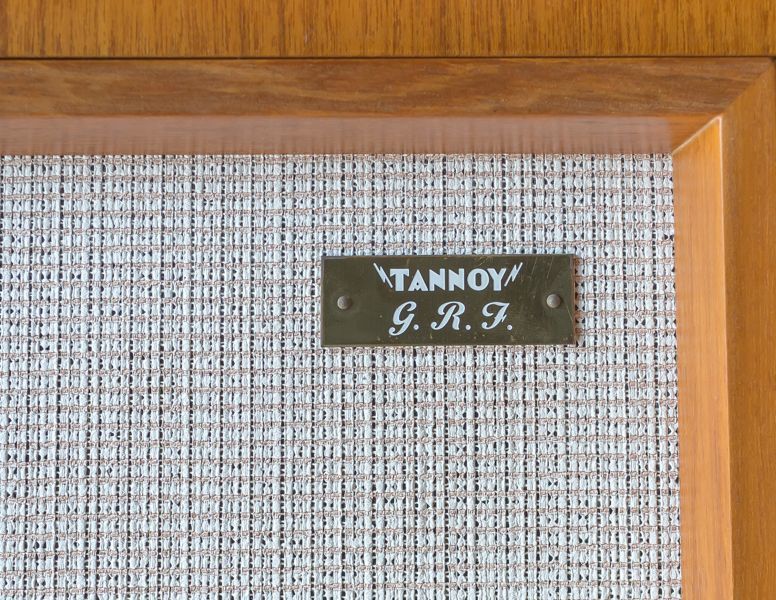 TANNOY
G. R. F.